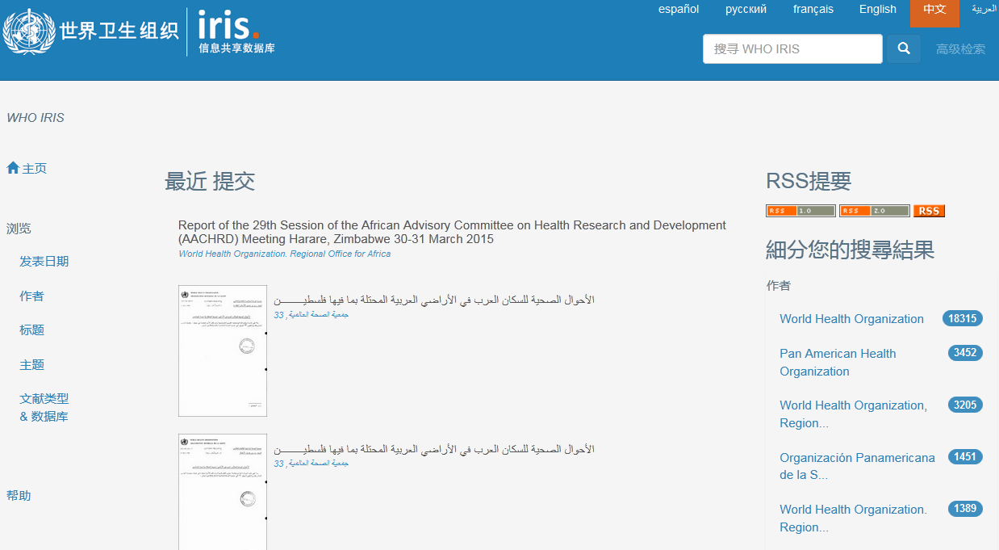 español
русский
français
English
中文
العربية
世界卫生组织
iris.
信息共享数据库
搜寻 WHO IRIS
高级检索
WHO IRIS
主页
浏览
发表日期
作者
标题
主题
文献类型
& 数据库
帮助
最近 提交
Report of the 29th Session of the African Advisory Committee on Health Research and Development
(AACHRD) Meeting Harare, Zimbabwe 30-31 March 2015
World Health Organization. Regional Office for Africa
الأحوال الصحية للسكان العرب في الأراضي العربية المحتلة بما فيها فلسطيـــــــن
جمعية الصحة العالمية, 33
الأحوال الصحية للسكان العرب في الأراضي العربية المحتلة بما فيها فلسطيـــــــن
جمعية الصحة العالمية, 33
RSS提要
RSS 1.0
RSS 2.0
RSS
細分您的搜尋結果
作者
World Health Organization 18315
Pan American Health 3452
Organization
World Health Organization, 3205
Region...
Organización Panamericana 1451
de la S...
World Health Organization. 1389
Region...